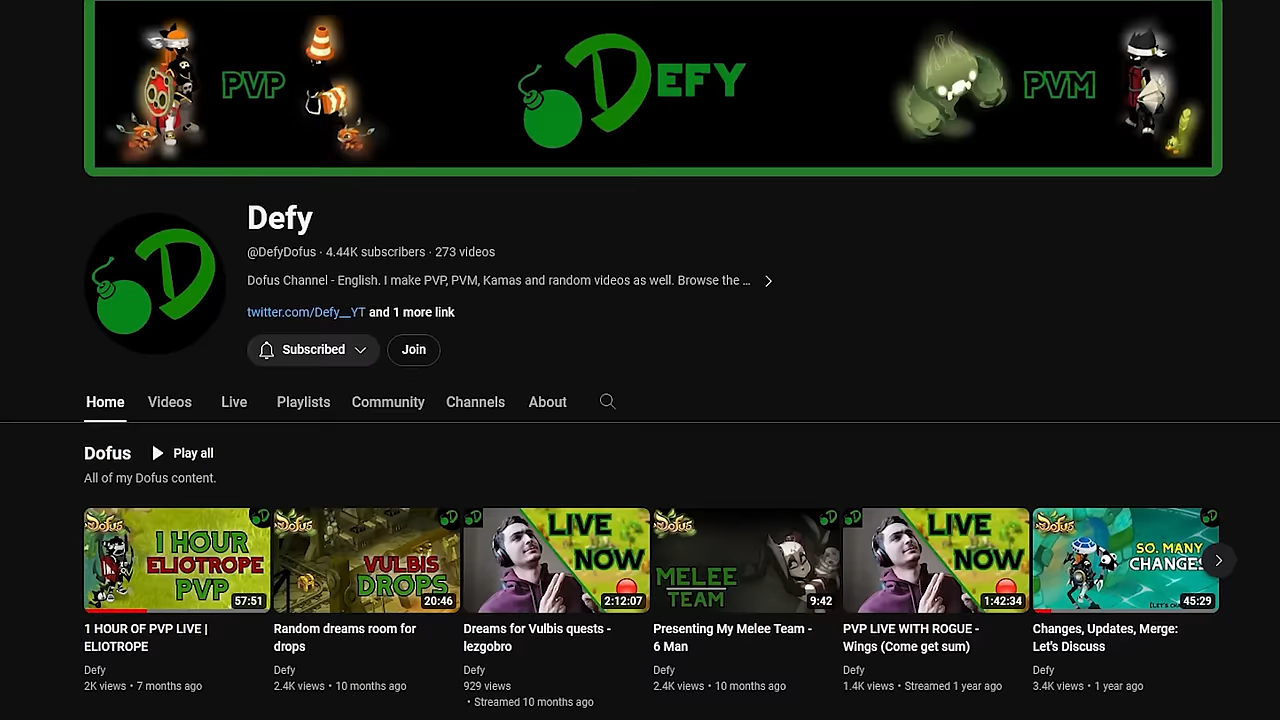 PVP
DEFY
PVM
Defy
@DefyDofus · 4.44K subscribers · 273 videos
Dofus Channel - English. I make PVP, PVM, Kamas and random videos as well. Browse the ...
twitter.com/Defy__YT and 1 more link
Subscribed
Join
Home Videos Live Playlists Community Channels About
Dofus Play all
All of my Dofus content.
DOFUS
1 HOUR
ELIOTROPE
PVP
57:51
DOFUS
VULBIS
DROPS
20:46
LIVE
NOW
2:12:07
DOFUS
MELEE
TEAM
9:42
LIVE
NOW
1:42:34
DOFUS
SO. MANY
CHANGES
45:29
1 HOUR OF PVP LIVE |
ELIOTROPE
Defy
2K views • 7 months ago
Random dreams room for
drops
Defy
2.4K views • 10 months ago
Dreams for Vulbis quests -
lezgobro
Defy
929 views
• Streamed 10 months ago
Presenting My Melee Team -
6 Man
Defy
2.4K views • 10 months ago
PVP LIVE WITH ROGUE -
Wings (Come get sum)
Defy
1.4K views • Streamed 1 year ago
Changes, Updates, Merge:
Let's Discuss
Defy
3.4K views • 1 year ago